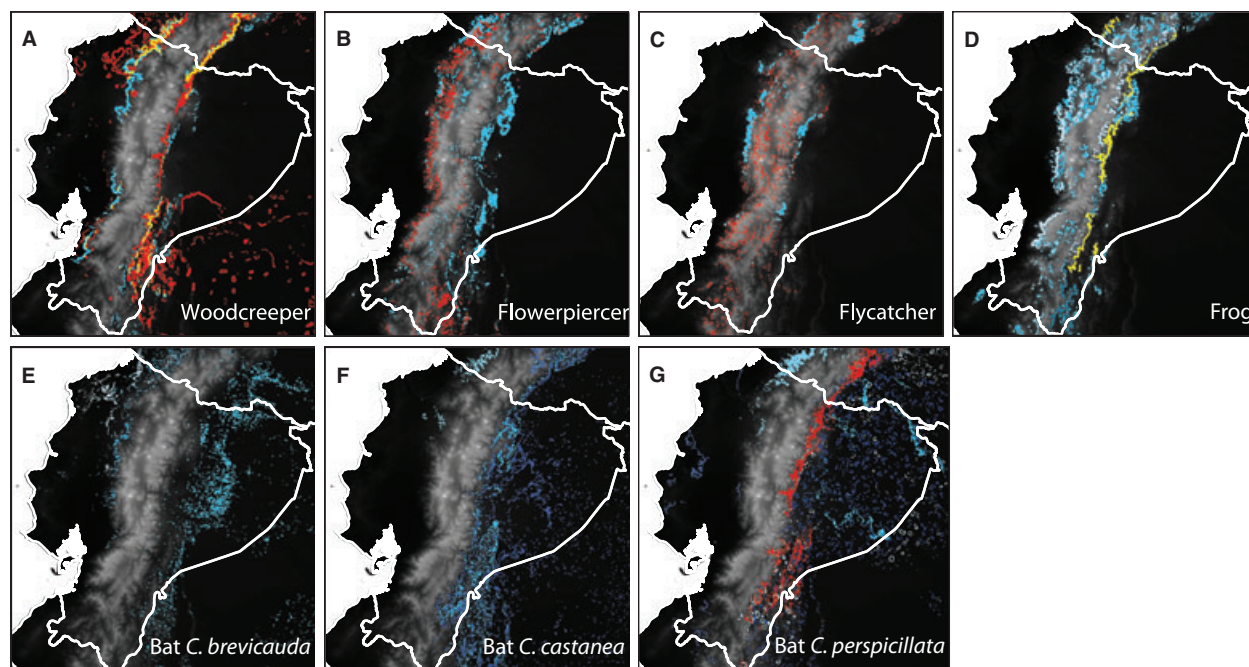 A
Woodcreeper
B
Flowerpiercer
C
Flycatcher
D
Frog
E
Bat C. brevicauda
F
Bat C. castanea
G
Bat C. perspicillata